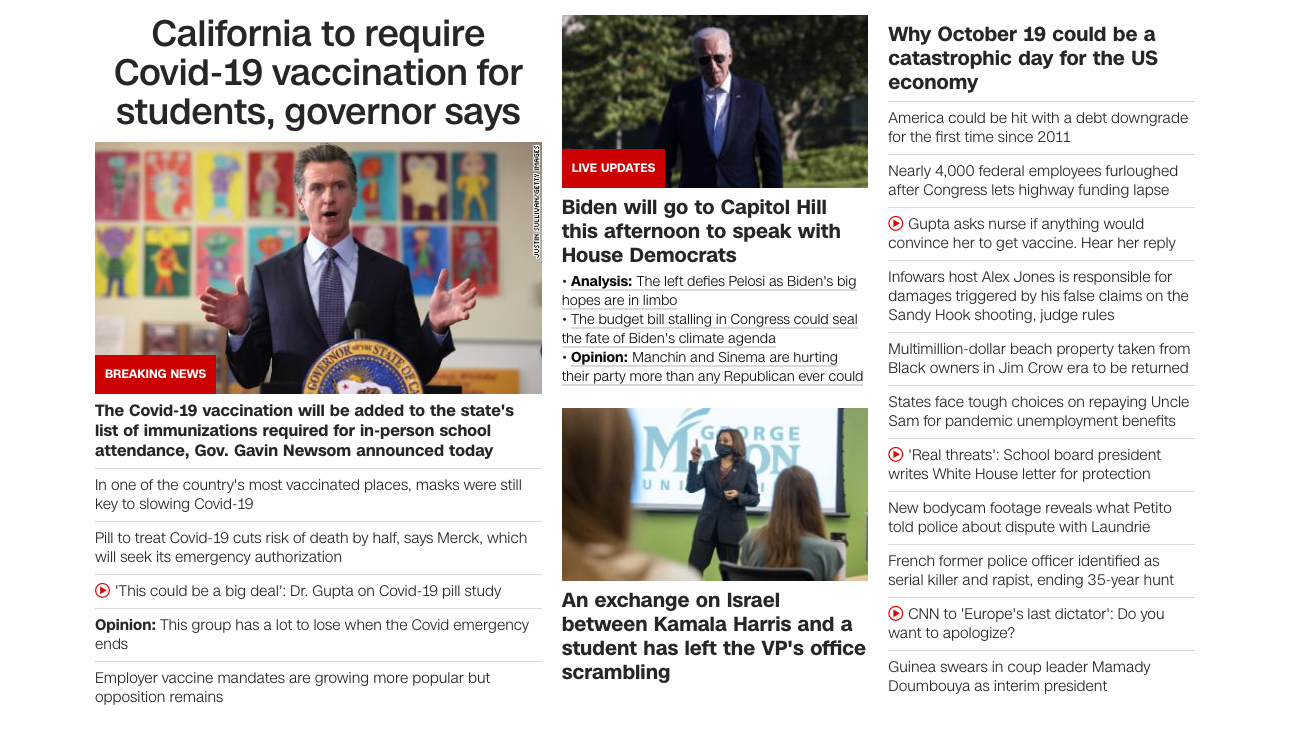 California to require
Covid-19 vaccination for
students, governor says
JUSTIN SULLIVAN/GETTY IMAGES
BREAKING NEWS
The Covid-19 vaccination will be added to the state's
list of immunizations required for in-person school
attendance, Gov. Gavin Newsom announced today
In one of the country's most vaccinated places, masks were still
key to slowing Covid-19
Pill to treat Covid-19 cuts risk of death by half, says Merck, which
will seek its emergency authorization
'This could be a big deal': Dr. Gupta on Covid-19 pill study
Opinion: This group has a lot to lose when the Covid emergency
ends
Employer vaccine mandates are growing more popular but
opposition remains
LIVE UPDATES
Biden will go to Capitol Hill
this afternoon to speak with
House Democrats
• Analysis: The left defies Pelosi as Biden's big
hopes are in limbo
• The budget bill stalling in Congress could seal
the fate of Biden's climate agenda
• Opinion: Manchin and Sinema are hurting
their party more than any Republican ever could
GEORGE
An exchange on Israel
between Kamala Harris and a
student has left the VP's office
scrambling
Why October 19 could be a
catastrophic day for the US
economy
America could be hit with a debt downgrade
for the first time since 2011
Nearly 4,000 federal employees furloughed
after Congress lets highway funding lapse
Gupta asks nurse if anything would
convince her to get vaccine. Hear her reply
Infowars host Alex Jones is responsible for
damages triggered by his false claims on the
Sandy Hook shooting, judge rules
Multimillion-dollar beach property taken from
Black owners in Jim Crow era to be returned
States face tough choices on repaying Uncle
Sam for pandemic unemployment benefits
'Real threats': School board president
writes White House letter for protection
New bodycam footage reveals what Petito
told police about dispute with Laundrie
French former police officer identified as
serial killer and rapist, ending 35-year hunt
CNN to 'Europe's last dictator': Do you
want to apologize?
Guinea swears in coup leader Mamady
Doumbouya as interim president